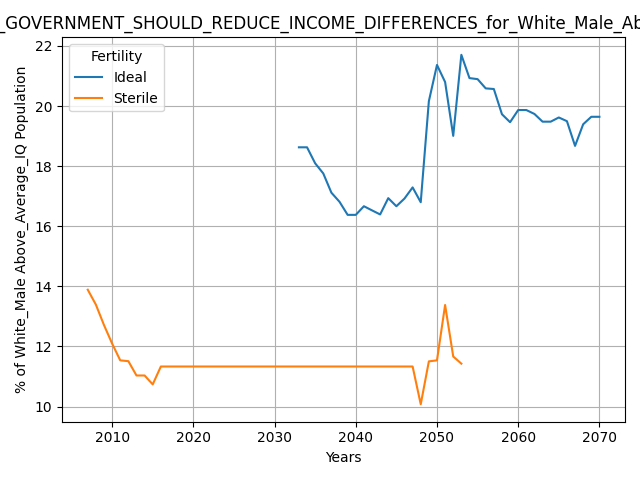 _GOVERNMENT_SHOULD_REDUCE_INCOME_DIFFERENCES_for_White_Male_Ab
22
20
18
16
14
12
10
% of White_Male Above_Average_IQ Population
Fertility
Ideal
Sterile
2010 2020 2030 2040 2050 2060 2070
Years